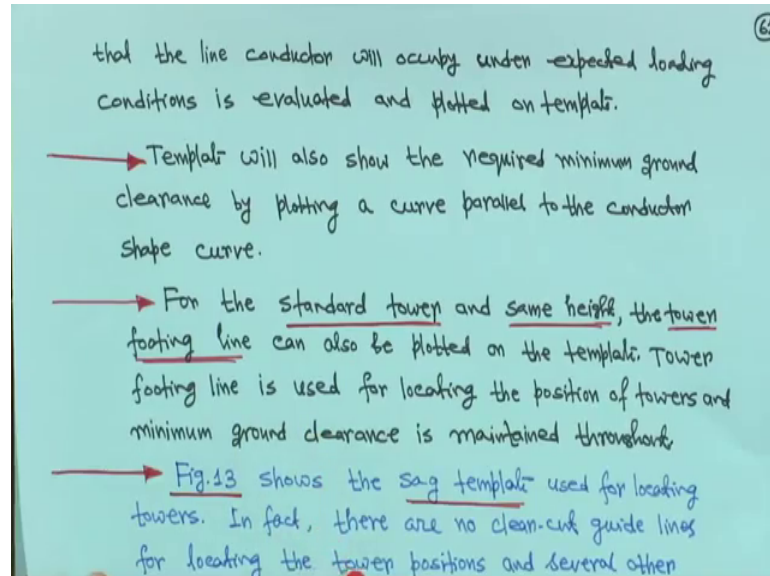 62
that the line conductor will occupy under expected loading
conditions is evaluated and plotted on template.
Template will also show the required minimum ground
clearance by plotting a curve parallel to the conductor
shape curve.
For the standard tower and same height, the tower
footing line can also be plotted on the template. Tower
footing line is used for locating the position of towers and
minimum ground clearance is maintained throughout
Fig.13 shows the sag template used for locating
towers. In fact, there are no clean-cut guide lines
for locating the tower positions and several other